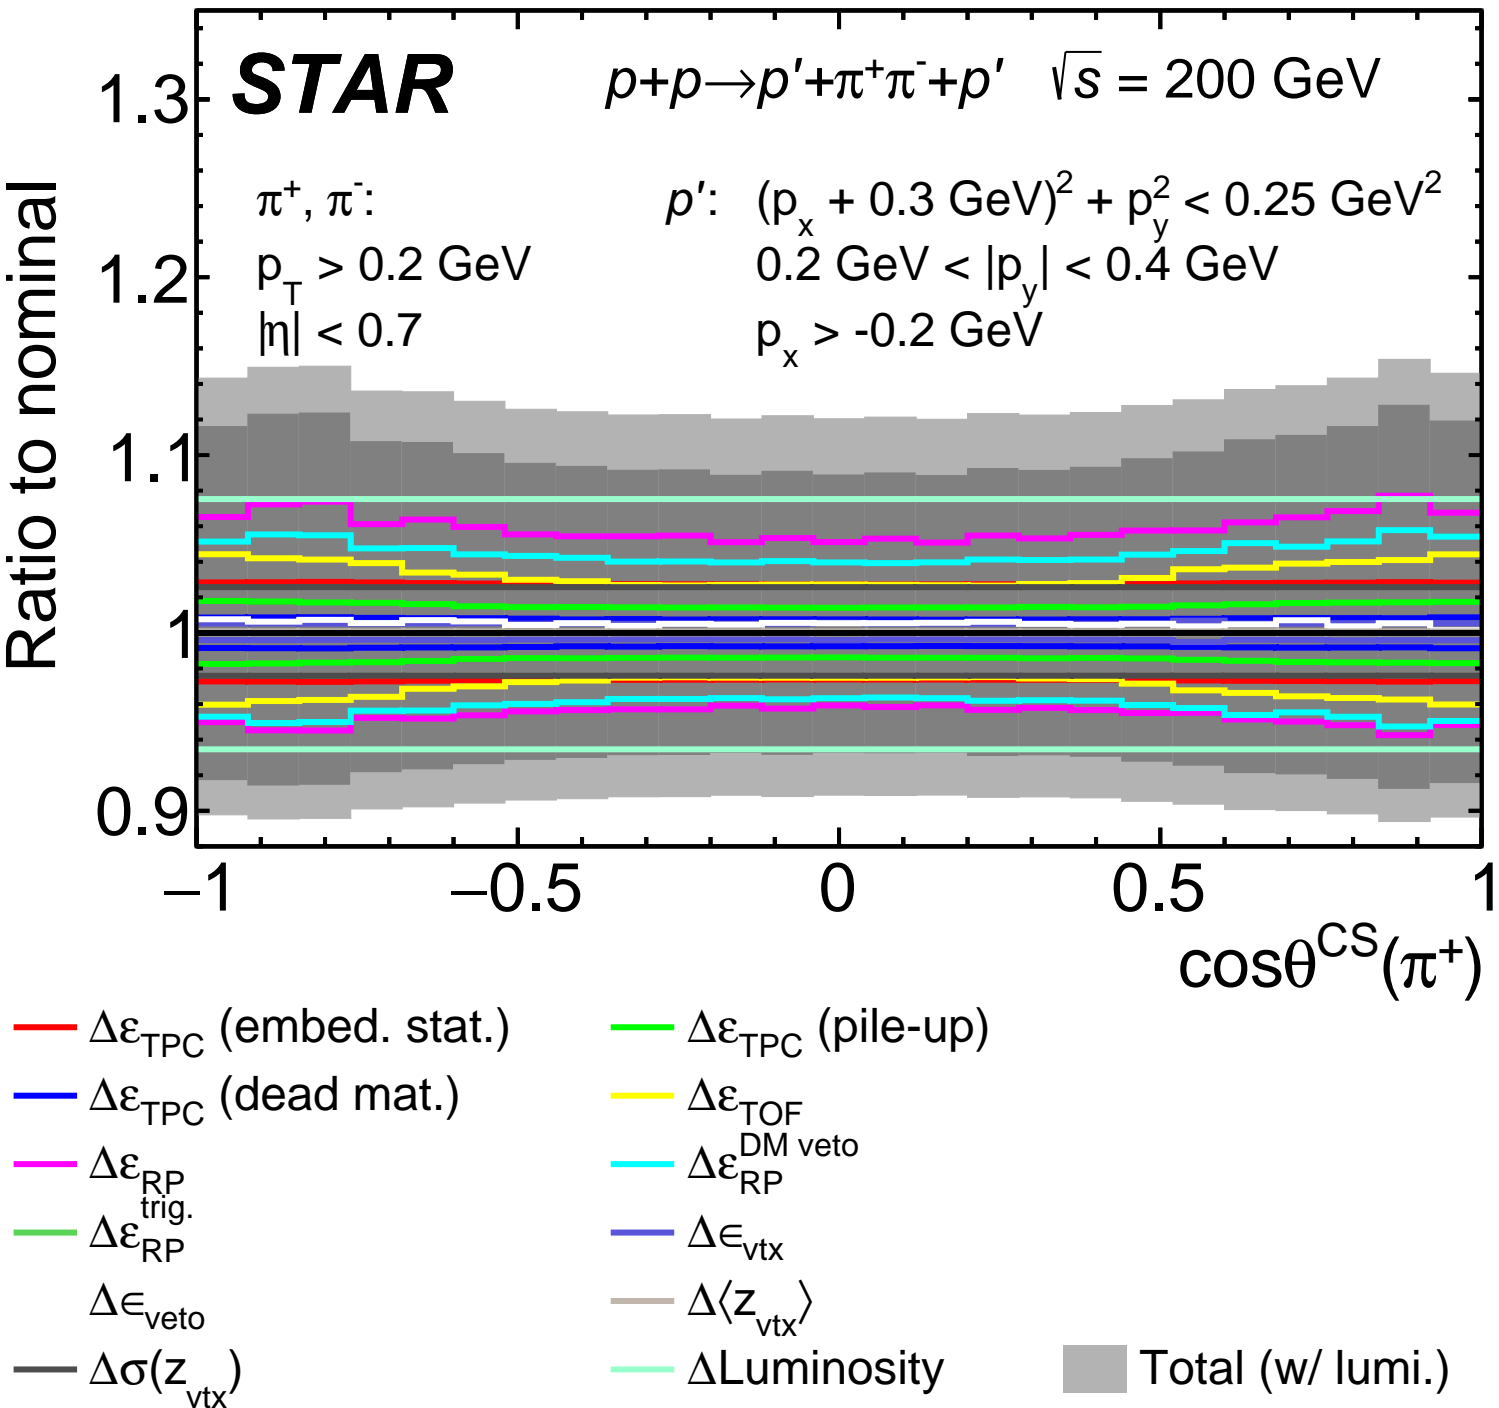 STAR p+p→p′+π⁺π⁻+p′ √s = 200 GeV
π⁺, π⁻: p′: (p_x + 0.3 GeV)² + p_y² < 0.25 GeV²
p_T > 0.2 GeV 0.2 GeV < |p_y| < 0.4 GeV
|η| < 0.7 p_x > -0.2 GeV
Ratio to nominal
1.3
1.2
1.1
1
0.9
−1 −0.5 0 0.5 1
cosθ^CS(π⁺)
Δε_TPC (embed. stat.) Δε_TPC (pile-up)
Δε_TPC (dead mat.) Δε_TOF
Δε_RP Δε_RP^DM veto
Δε_RP^trig. Δ∈_vtx
Δ∈_veto Δ⟨z_vtx⟩
Δσ(z_vtx) ΔLuminosity Total (w/ lumi.)